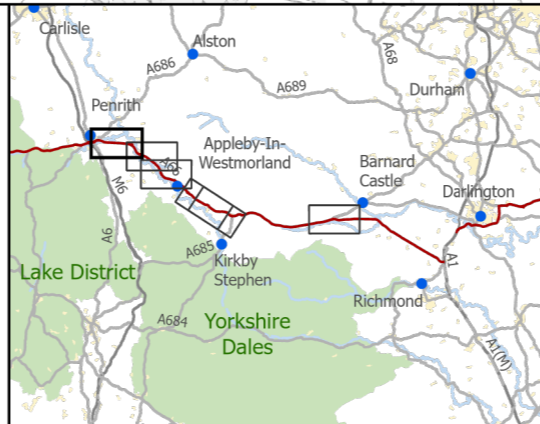 Carlisle
Alston
A68
A686
A689
Durham
Penrith
Appleby-In-
Westmorland
Barnard
Castle
Darlington
A66
M6
A6
A685
A1
Lake District
Kirkby
Stephen
Richmond
A684
Yorkshire
Dales
A1(M)